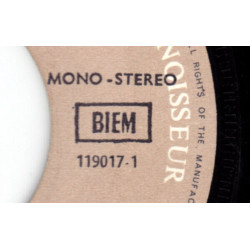 MONO-STEREO
BIEM
119017-1
NOISSEUR
L RIGHTS OF THE MANUFAC